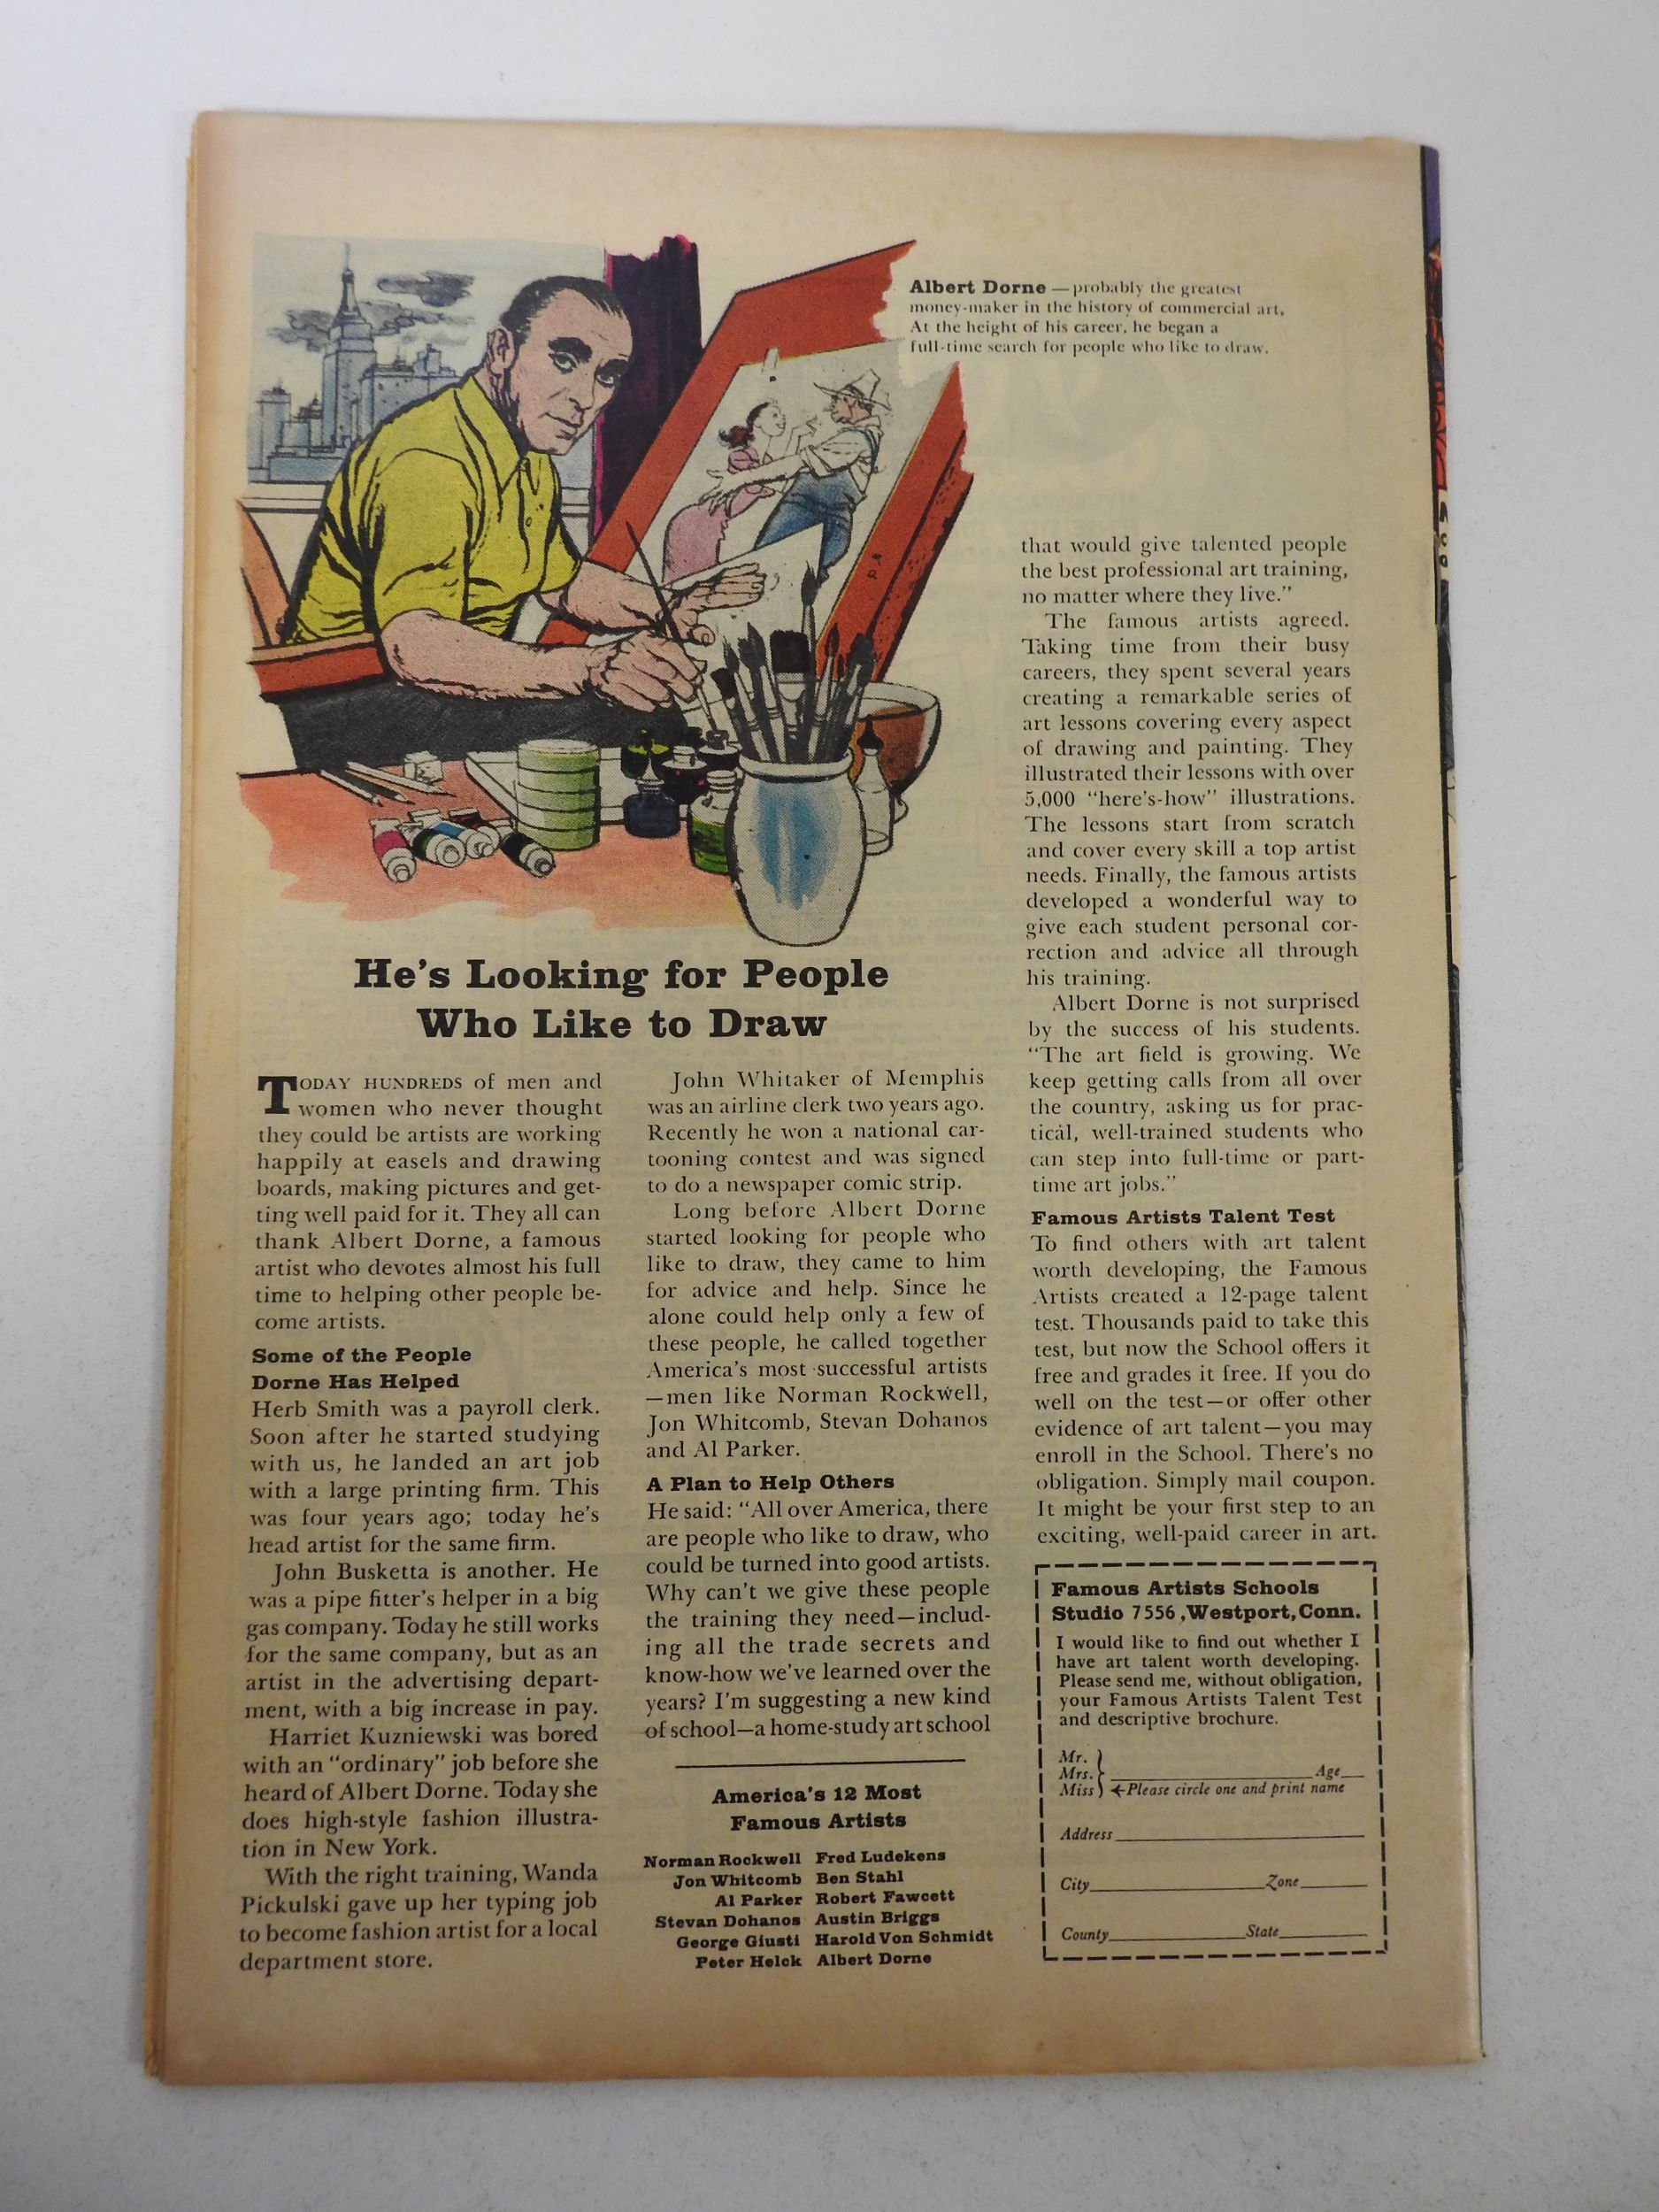 Albert Dorne — probably the greatest
money-maker in the history of commercial art.
At the height of his career, he began a
full-time search for people who like to draw.
He's Looking for People
Who Like to Draw
TODAY HUNDREDS of men and
women who never thought
they could be artists are working
happily at easels and drawing
boards, making pictures and get-
ting well paid for it. They all can
thank Albert Dorne, a famous
artist who devotes almost his full
time to helping other people be-
come artists.
Some of the People
Dorne Has Helped
Herb Smith was a payroll clerk.
Soon after he started studying
with us, he landed an art job
with a large printing firm. This
was four years ago; today he's
head artist for the same firm.
John Busketta is another. He
was a pipe fitter's helper in a big
gas company. Today he still works
for the same company, but as an
artist in the advertising depart-
ment, with a big increase in pay.
Harriet Kuzniewski was bored
with an "ordinary" job before she
heard of Albert Dorne. Today she
does high-style fashion illustra-
tion in New York.
With the right training, Wanda
Pickulski gave up her typing job
to become fashion artist for a local
department store.
John Whitaker of Memphis
was an airline clerk two years ago.
Recently he won a national car-
tooning contest and was signed
to do a newspaper comic strip.
Long before Albert Dorne
started looking for people who
like to draw, they came to him
for advice and help. Since he
alone could help only a few of
these people, he called together
America's most successful artists
—men like Norman Rockwell,
Jon Whitcomb, Stevan Dohanos
and Al Parker.
A Plan to Help Others
He said: "All over America, there
are people who like to draw, who
could be turned into good artists.
Why can't we give these people
the training they need—includ-
ing all the trade secrets and
know-how we've learned over the
years? I'm suggesting a new kind
of school—a home-study art school
America's 12 Most
Famous Artists
Norman Rockwell Fred Ludekens
Jon Whitcomb Ben Stahl
Al Parker Robert Fawcett
Stevan Dohanos Austin Briggs
George Giusti Harold Von Schmidt
Peter Helck Albert Dorne
that would give talented people
the best professional art training,
no matter where they live."
The famous artists agreed.
Taking time from their busy
careers, they spent several years
creating a remarkable series of
art lessons covering every aspect
of drawing and painting. They
illustrated their lessons with over
5,000 "here's-how" illustrations.
The lessons start from scratch
and cover every skill a top artist
needs. Finally, the famous artists
developed a wonderful way to
give each student personal cor-
rection and advice all through
his training.
Albert Dorne is not surprised
by the success of his students.
"The art field is growing. We
keep getting calls from all over
the country, asking us for prac-
tical, well-trained students who
can step into full-time or part-
time art jobs."
Famous Artists Talent Test
To find others with art talent
worth developing, the Famous
Artists created a 12-page talent
test. Thousands paid to take this
test, but now the School offers it
free and grades it free. If you do
well on the test—or offer other
evidence of art talent—you may
enroll in the School. There's no
obligation. Simply mail coupon.
It might be your first step to an
exciting, well-paid career in art.
Famous Artists Schools
Studio 7556, Westport, Conn.
I would like to find out whether I
have art talent worth developing.
Please send me, without obligation,
your Famous Artists Talent Test
and descriptive brochure.
Mr.
Mrs. Age
Miss ←Please circle one and print name
Address
City Zone
County State